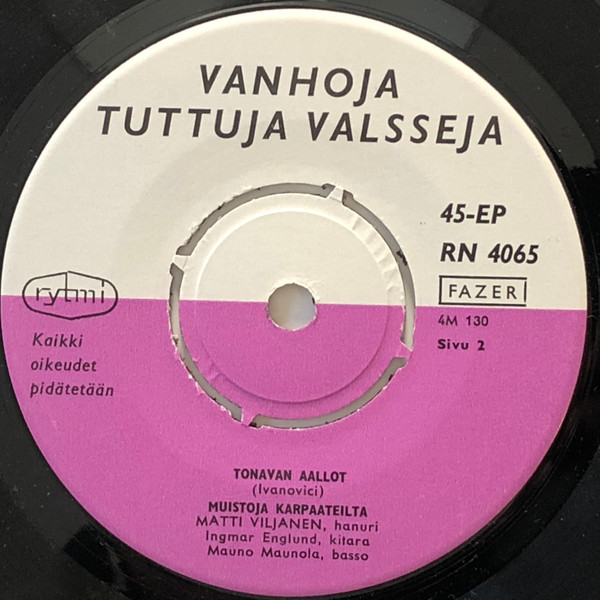 VANHOJA
TUTTUJA VALSSEJA
45-EP
RN 4065
FAZER
4M 130
Sivu 2
rytmi
Kaikki
oikeudet
pidätetään
TONAVAN AALLOT
(Ivanovici)
MUISTOJA KARPAATEILTA
MATTI VILJANEN, hanuri
Ingmar Englund, kitara
Mauno Maunola, basso